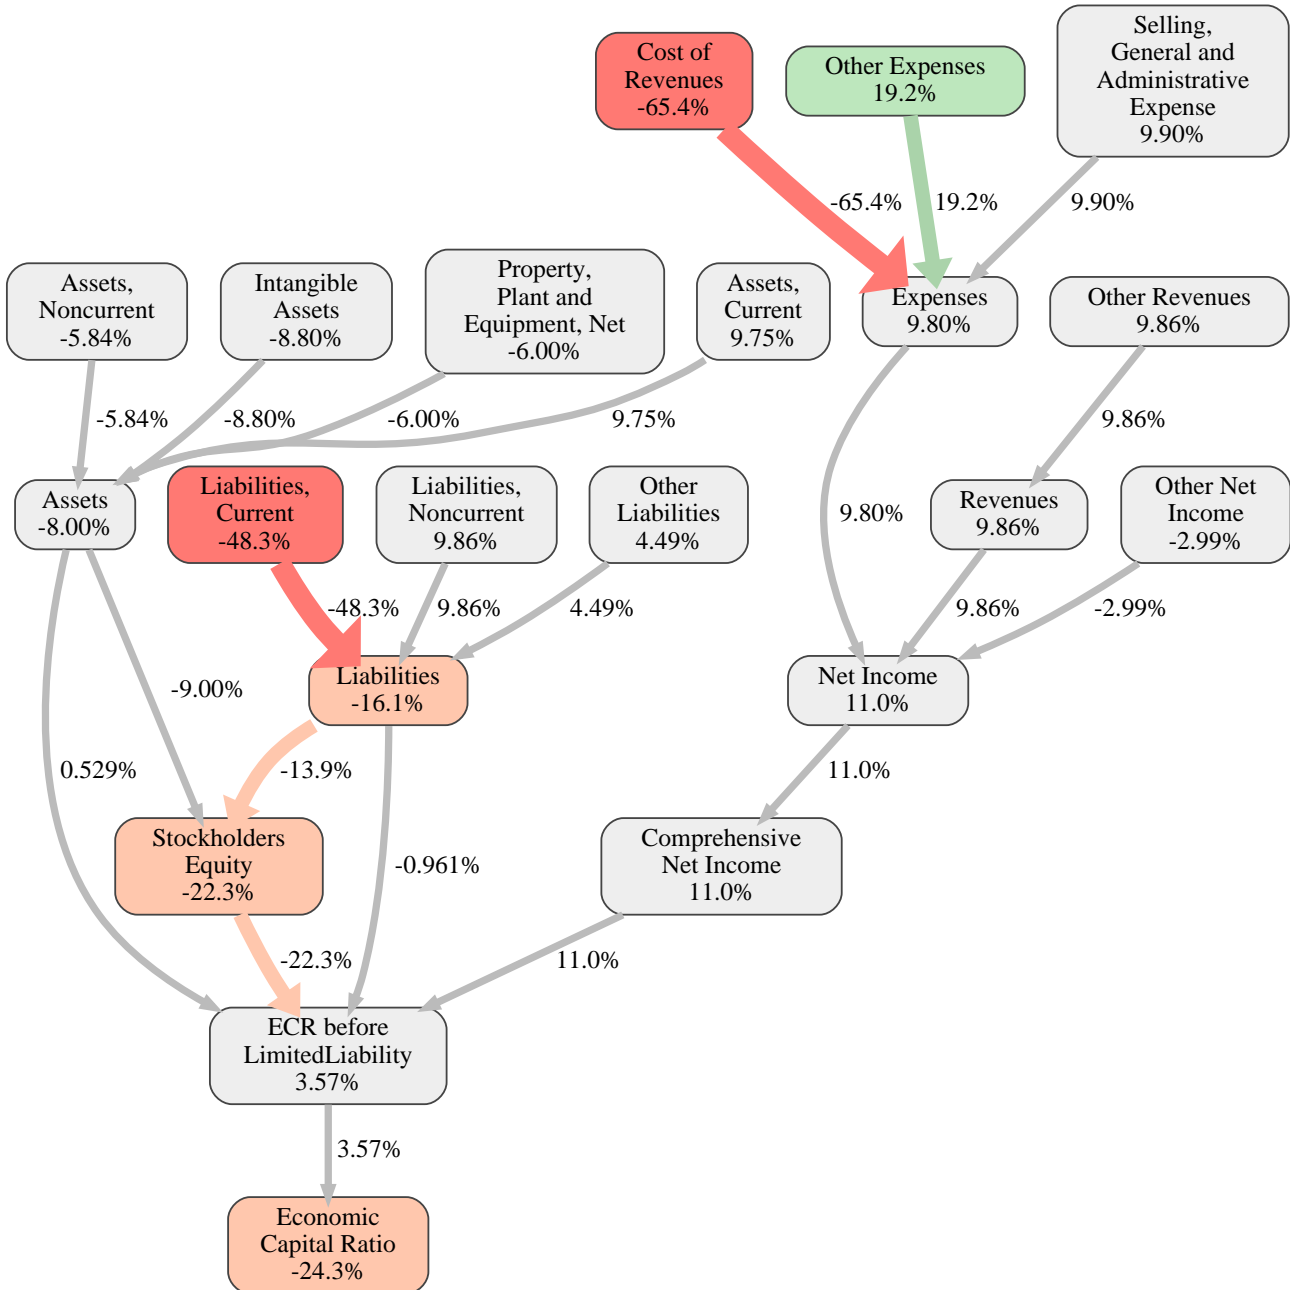 Cost of
Revenues
-65.4%
Other Expenses
19.2%
Selling,
General and
Administrative
Expense
9.90%
-65.4%
19.2%
9.90%
Assets,
Noncurrent
-5.84%
Intangible
Assets
-8.80%
Property,
Plant and
Equipment, Net
-6.00%
Assets,
Current
9.75%
Expenses
9.80%
Other Revenues
9.86%
-5.84%
-8.80%
-6.00%
9.75%
9.86%
Assets
-8.00%
Liabilities,
Current
-48.3%
Liabilities,
Noncurrent
9.86%
Other
Liabilities
4.49%
9.80%
Revenues
9.86%
Other Net
Income
-2.99%
-48.3%
9.86%
4.49%
9.86%
-2.99%
-9.00%
Liabilities
-16.1%
Net Income
11.0%
0.529%
-13.9%
11.0%
Stockholders
Equity
-22.3%
-0.961%
Comprehensive
Net Income
11.0%
-22.3%
11.0%
ECR before
LimitedLiability
3.57%
3.57%
Economic
Capital Ratio
-24.3%